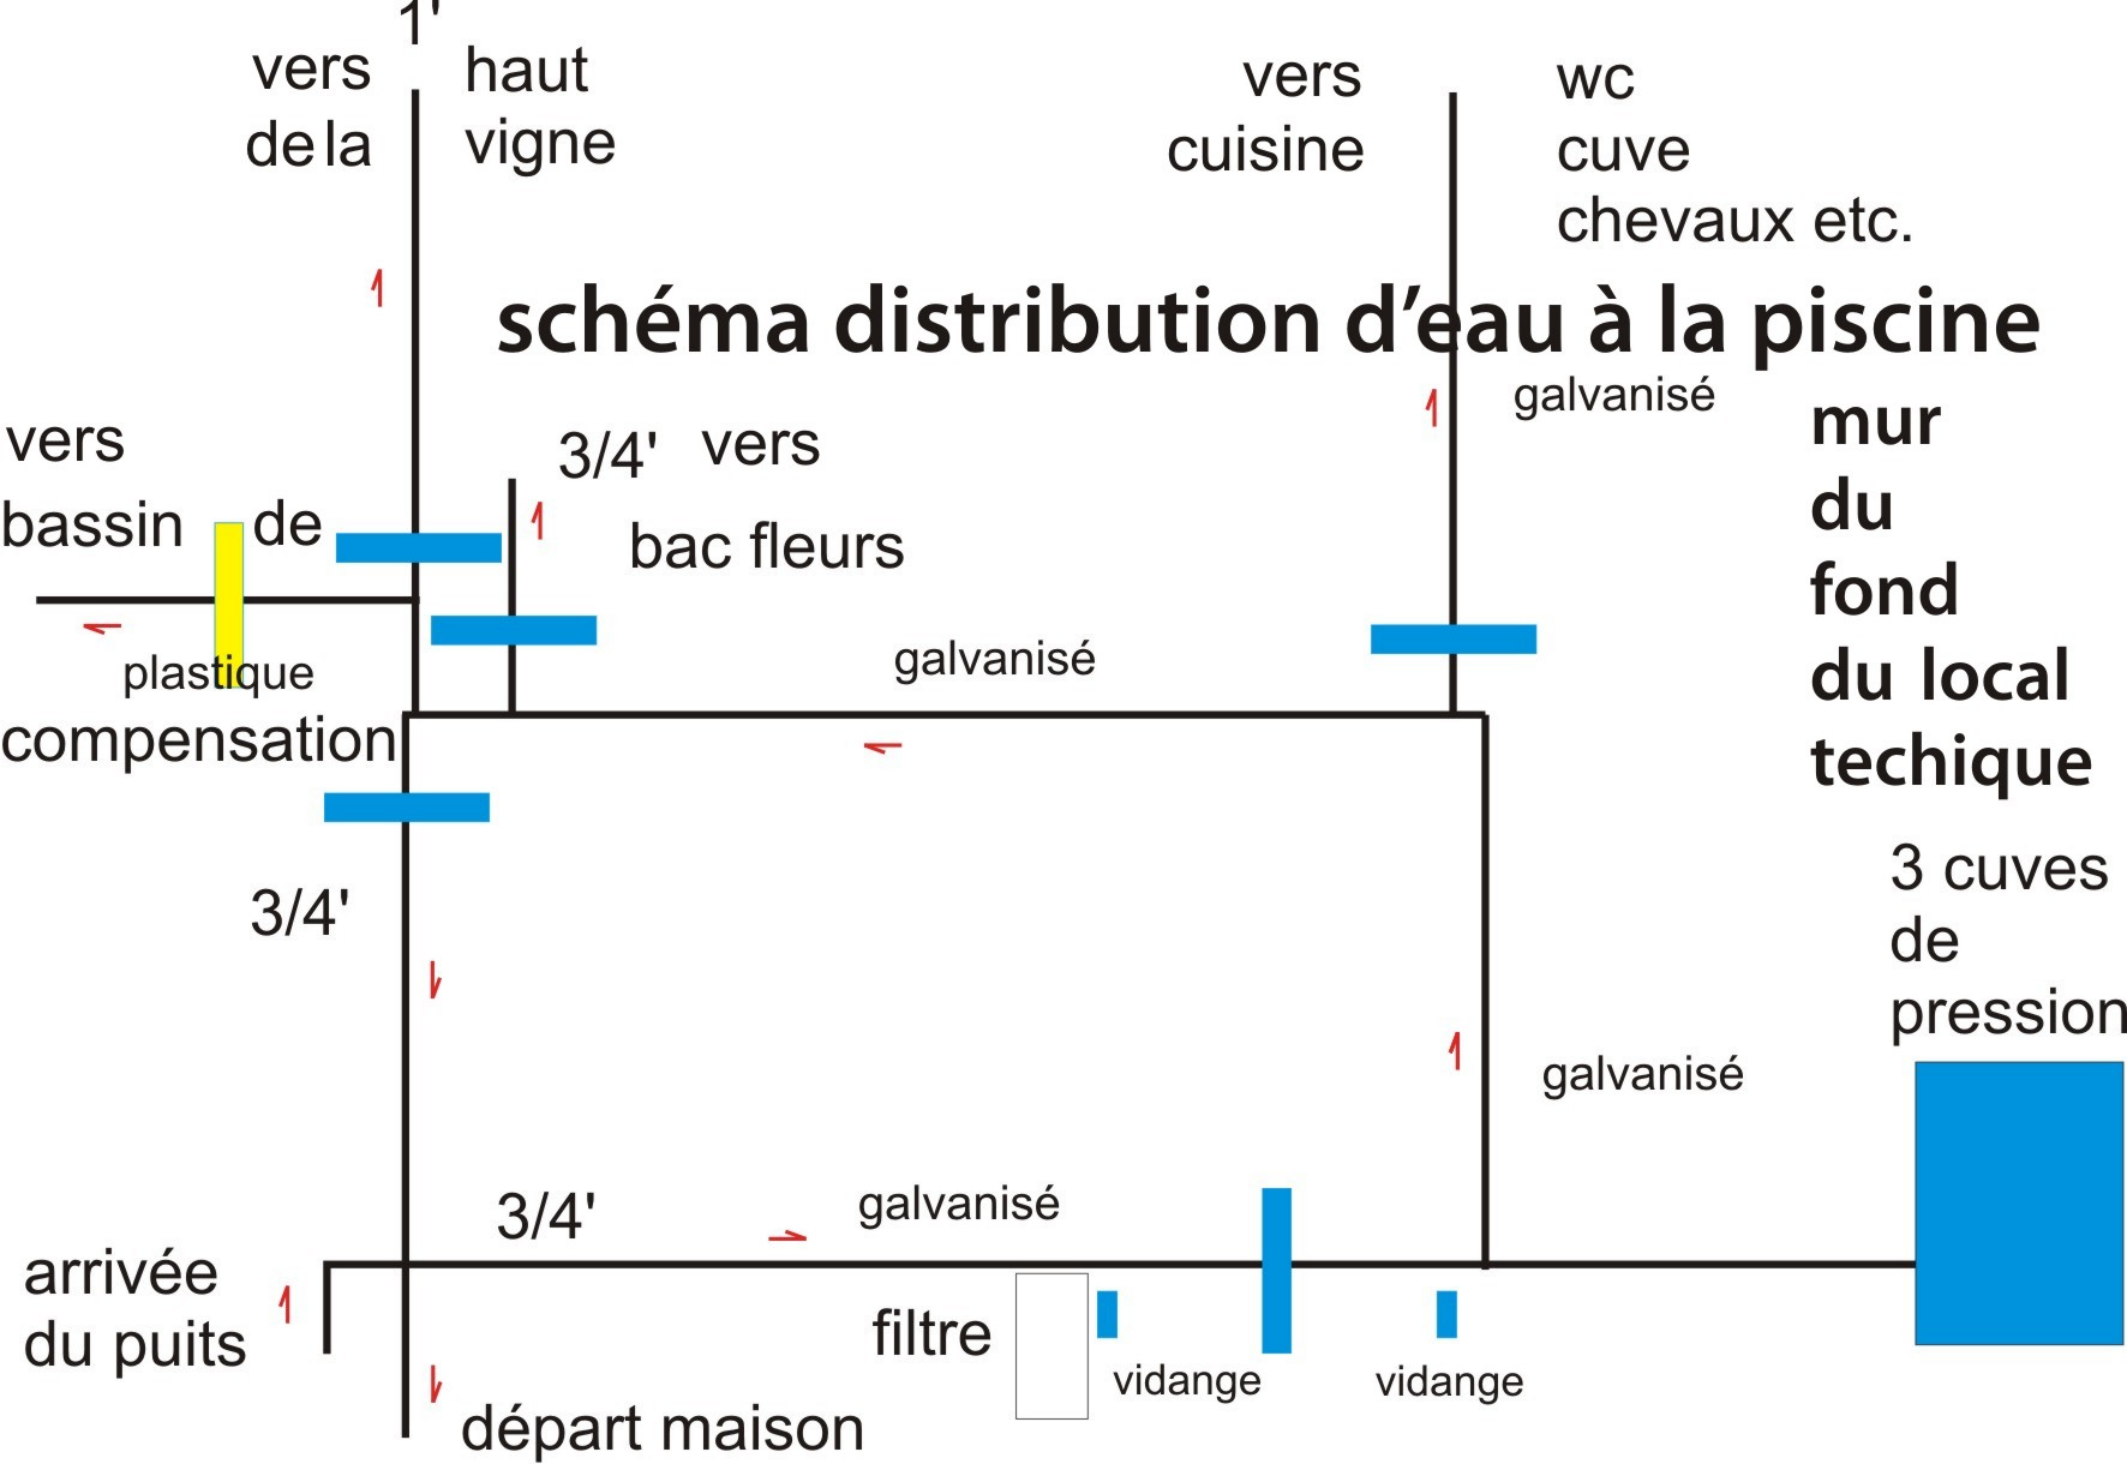 1'
vers haut
de la vigne
vers wc
cuisine cuve
chevaux etc.
schéma distribution d’eau à la piscine
galvanisé
mur
du
fond
du local
techique
vers
bassin de
plastique
compensation
3/4' vers
bac fleurs
galvanisé
3/4'
3 cuves
de
pression
galvanisé
3/4'
galvanisé
arrivée
du puits
filtre
vidange
vidange
départ maison